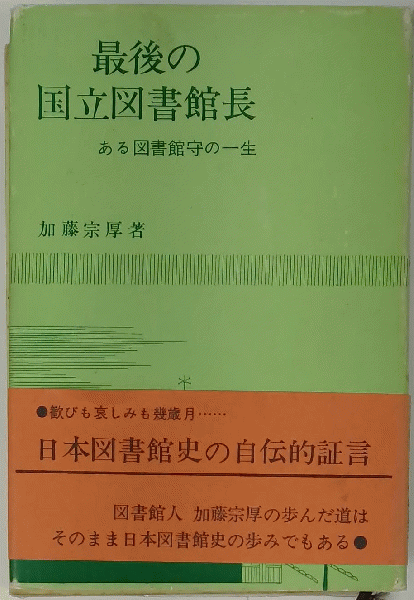 最後の
国立図書館長
ある図書館守の一生
加藤宗厚著
●歓びも哀しみも幾歳月……
日本図書館史の自伝的証言
図書館人 加藤宗厚の歩んだ道は
そのまま日本図書館史の歩みでもある●